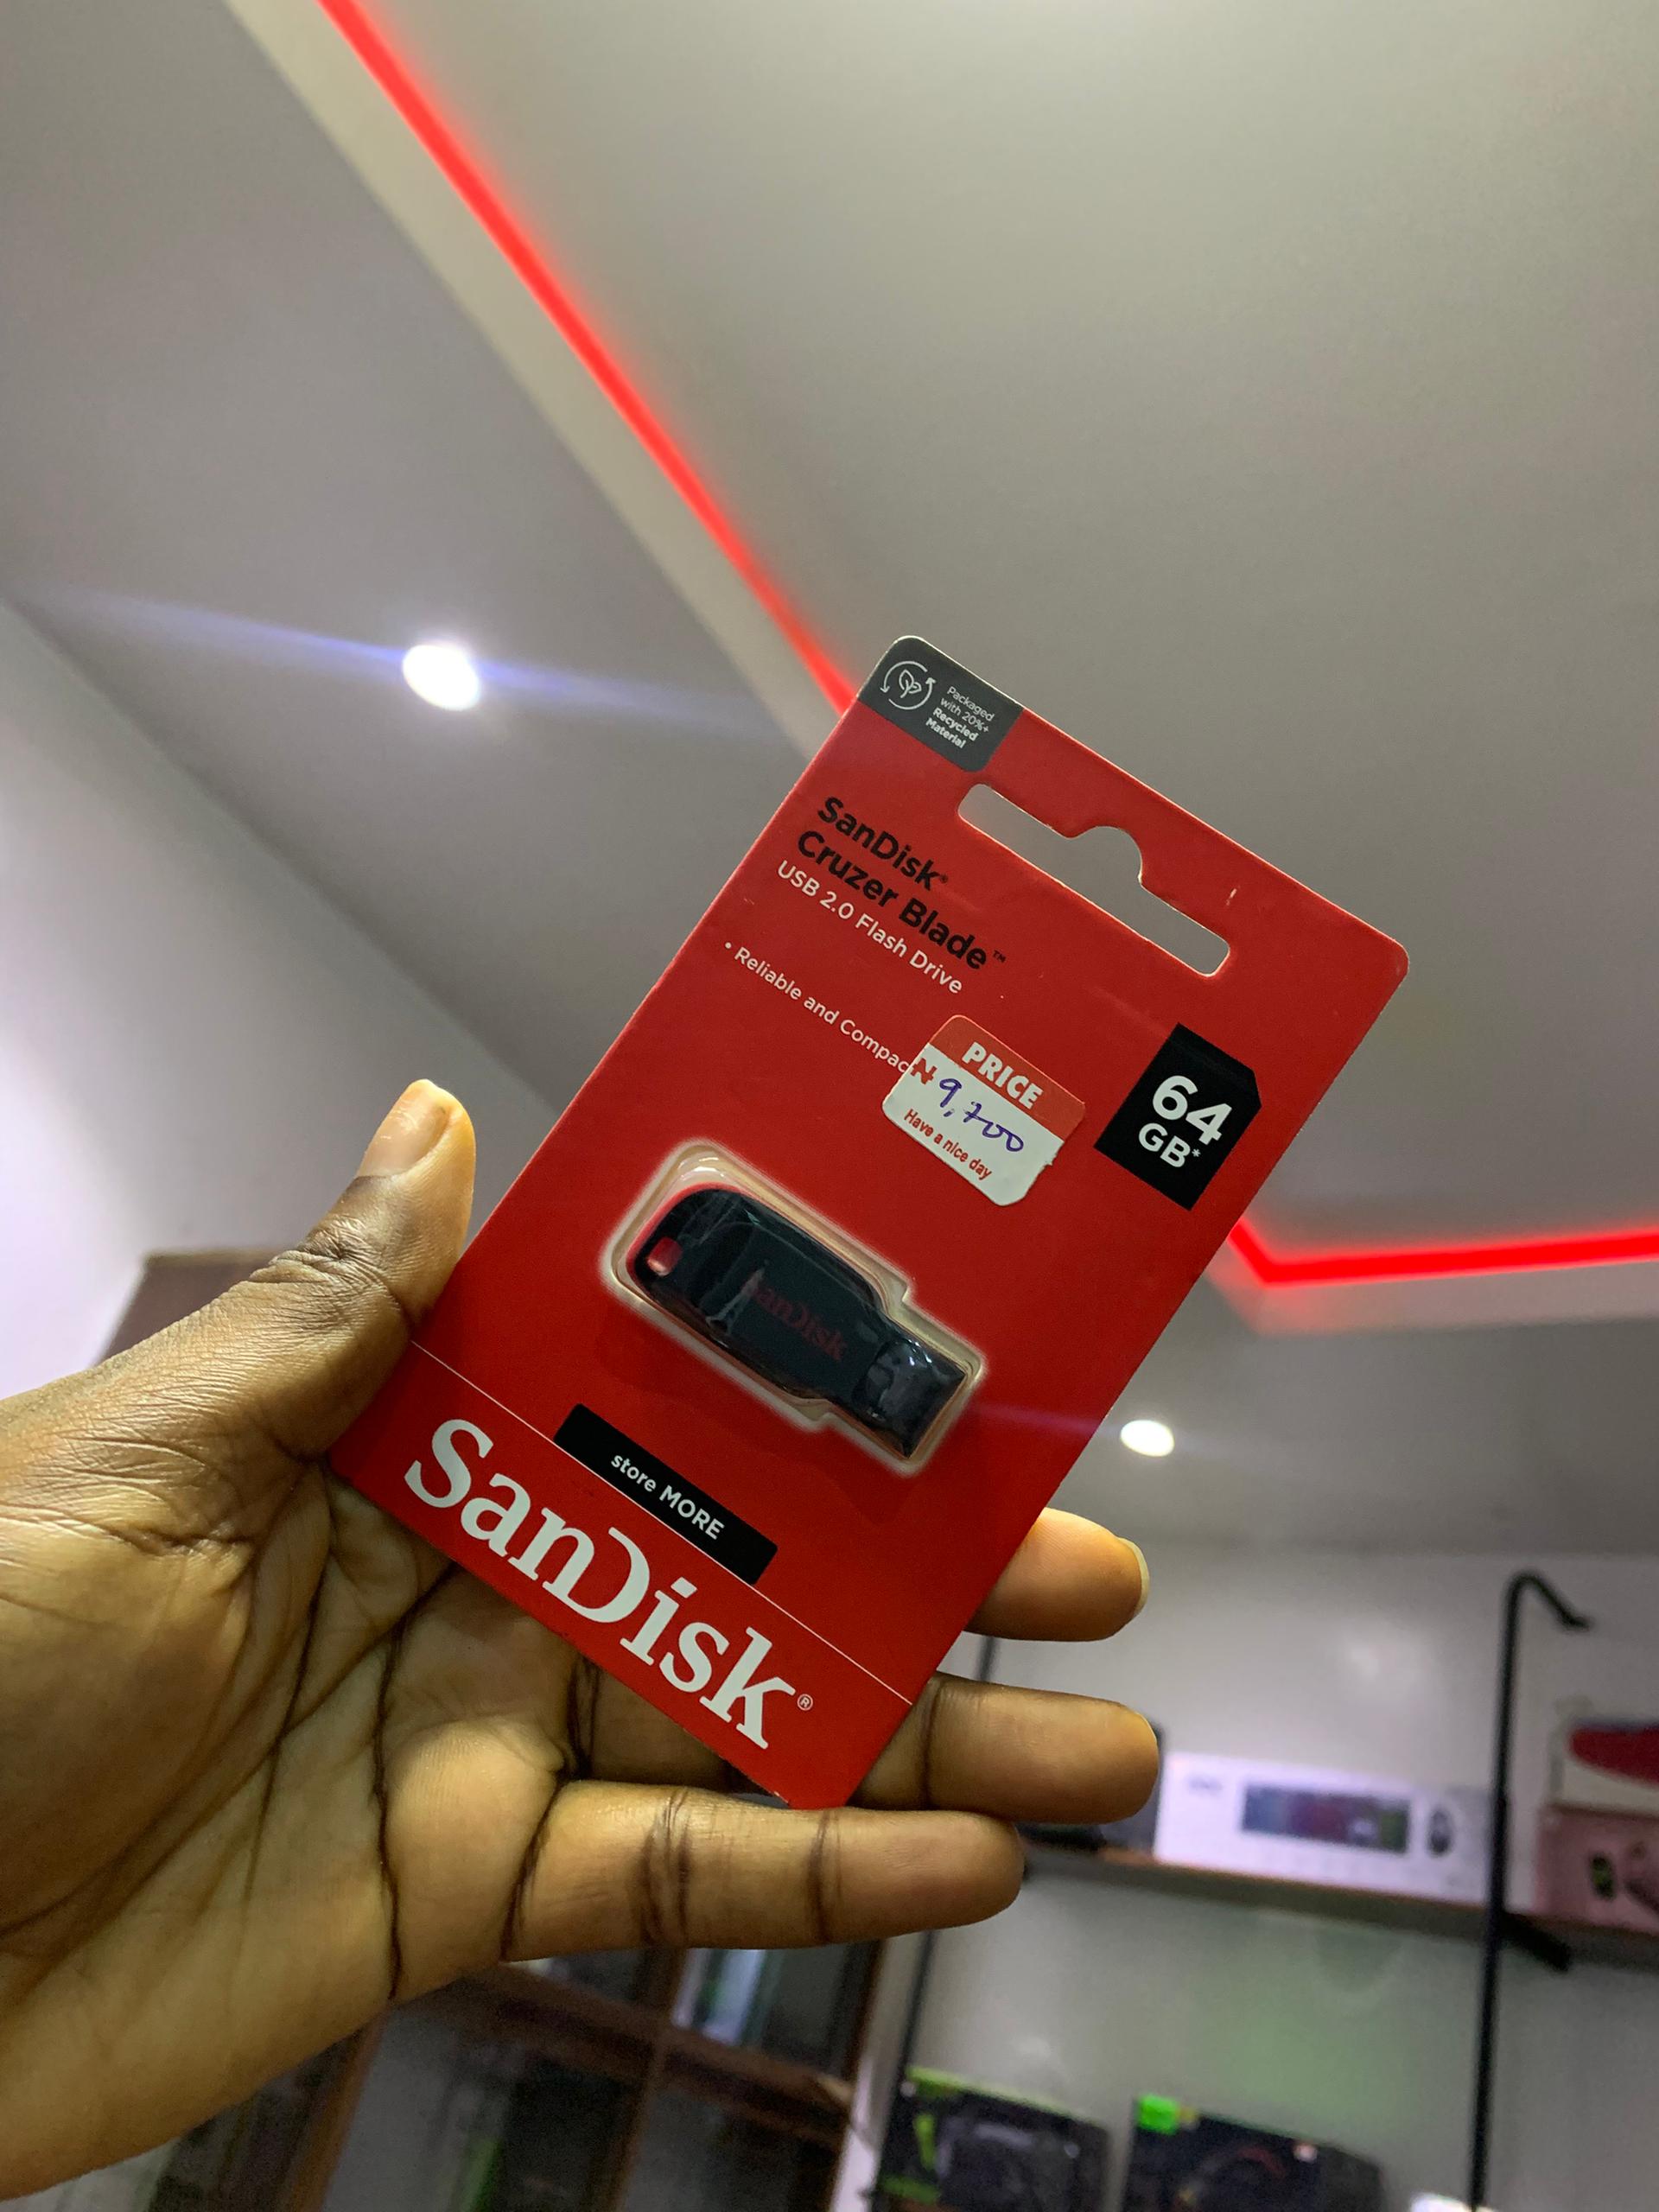 Packaged
with 20%+
Recycled
Material
SanDisk®
Cruzer Blade™
USB 2.0 Flash Drive
• Reliable and Compac
PRICE
₦ 9,700
Have a nice day
64
GB*
SanDisk
store MORE
SanDisk®